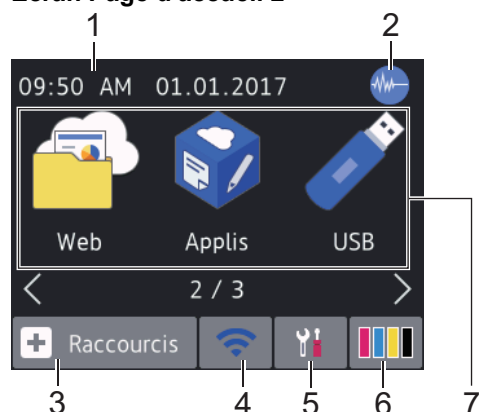 Écran Page d'accueil 2
1 2
09:50 AM 01.01.2017
Web Applis USB
2 / 3
Raccourcis
3 4 5 6 7